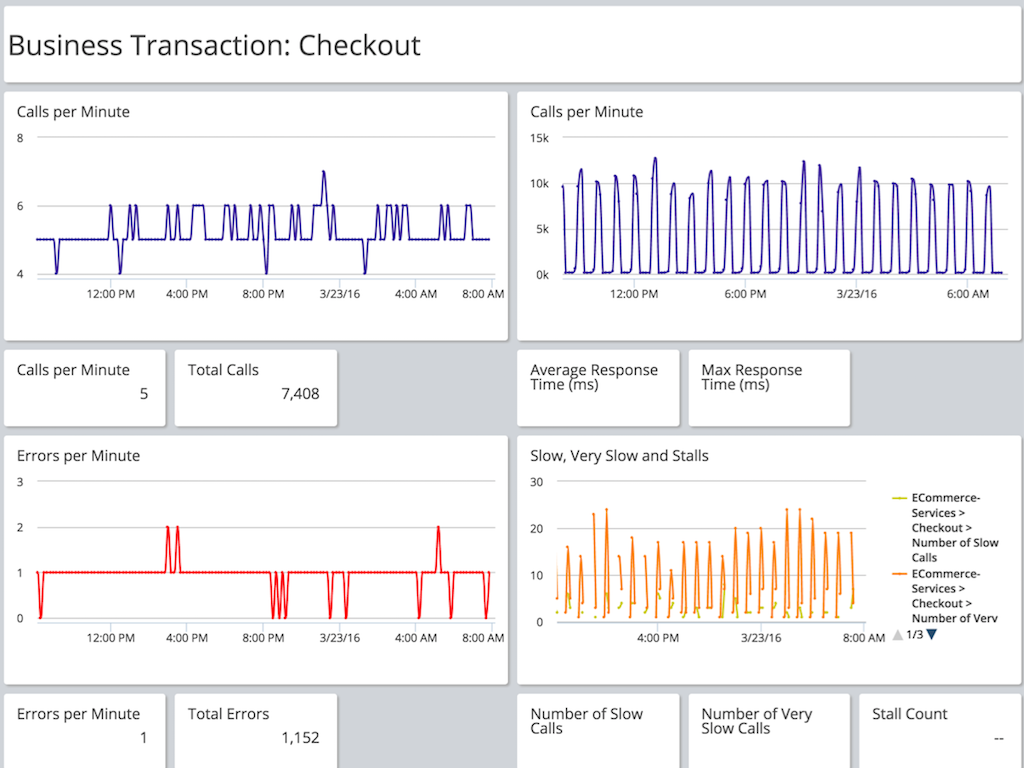 Business Transaction: Checkout
Calls per Minute
8
6
4
12:00 PM 4:00 PM 8:00 PM 3/23/16 4:00 AM 8:00 AM
Calls per Minute
15k
10k
5k
0k
12:00 PM 6:00 PM 3/23/16 6:00 AM
Calls per Minute
5
Total Calls
7,408
Average Response
Time (ms)
Max Response
Time (ms)
Errors per Minute
3
2
1
0
12:00 PM 4:00 PM 8:00 PM 3/23/16 4:00 AM 8:00 AM
Slow, Very Slow and Stalls
30
20
10
0
4:00 PM 3/23/16 8:00 AM
ECommerce-
Services >
Checkout >
Number of Slow
Calls
ECommerce-
Services >
Checkout >
Number of Very
1/3
Errors per Minute
1
Total Errors
1,152
Number of Slow
Calls
Number of Very
Slow Calls
Stall Count
--